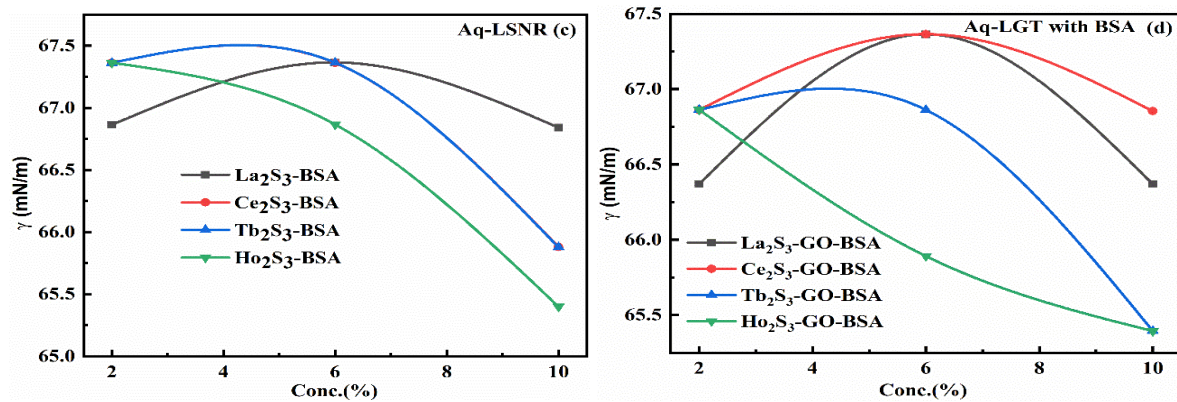 Aq-LSNR (c)
67.5
67.0
66.5
66.0
65.5
65.0
γ (mN/m)
La2S3-BSA
Ce2S3-BSA
Tb2S3-BSA
Ho2S3-BSA
2 4 6 8 10
Conc.(%)
Aq-LGT with BSA (d)
67.5
67.0
66.5
66.0
65.5
γ (mN/m)
La2S3-GO-BSA
Ce2S3-GO-BSA
Tb2S3-GO-BSA
Ho2S3-GO-BSA
2 4 6 8 10
Conc.(%)